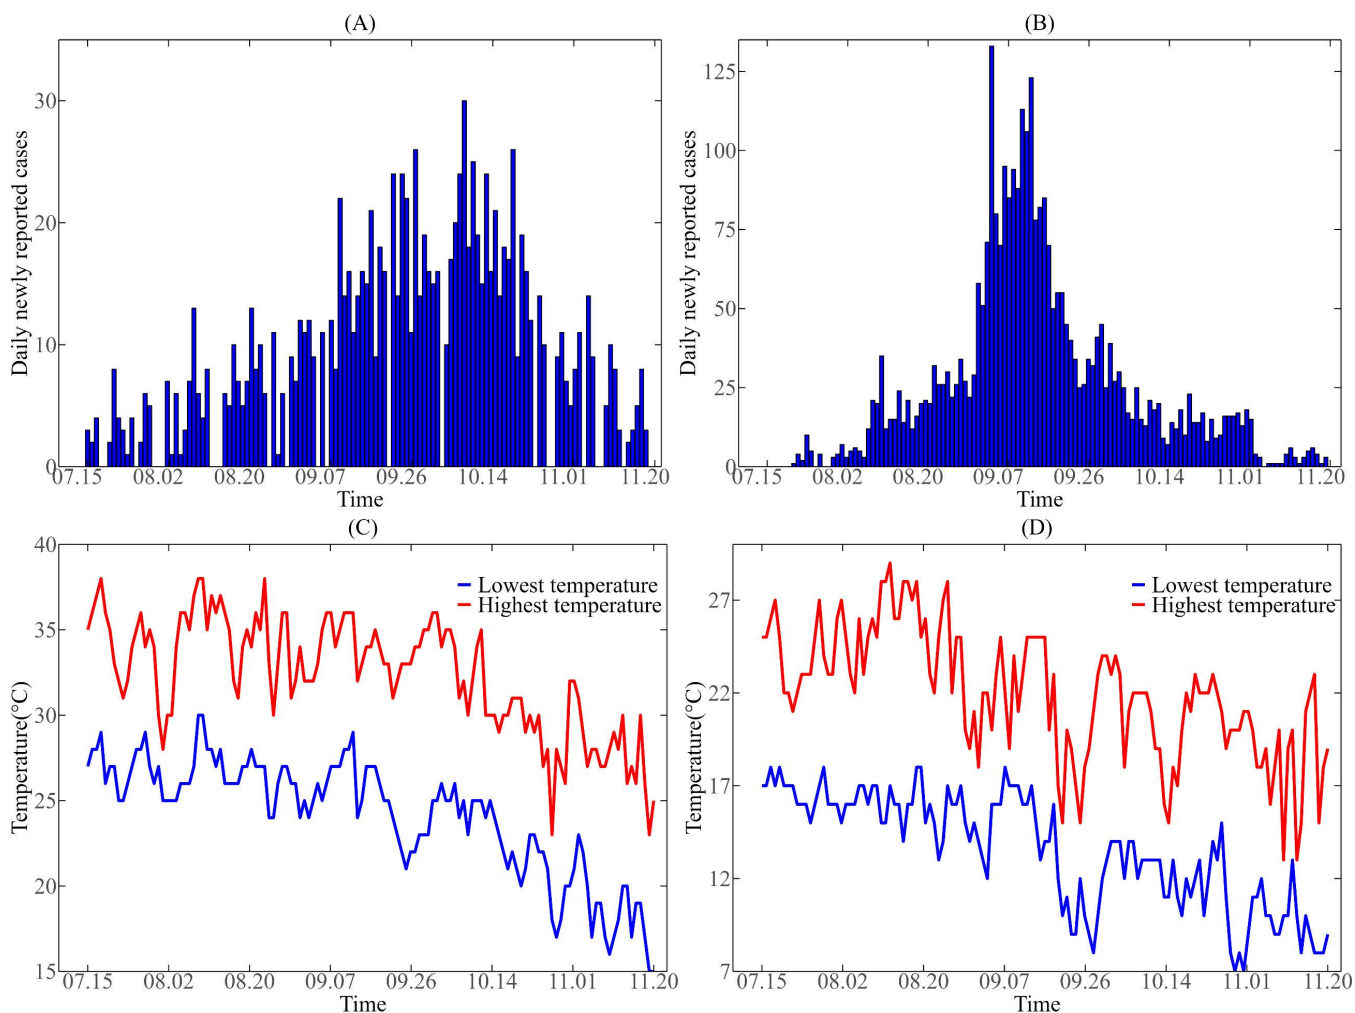 (A)
Daily newly reported cases
30
20
10
0
07.15 08.02 08.20 09.07 09.26 10.14 11.01 11.20
Time
(B)
Daily newly reported cases
125
100
75
50
25
0
07.15 08.02 08.20 09.07 09.26 10.14 11.01 11.20
Time
(C)
Temperature(°C)
40
35
30
25
20
15
Lowest temperature
Highest temperature
07.15 08.02 08.20 09.07 09.26 10.14 11.01 11.20
Time
(D)
Temperature(°C)
27
22
17
12
7
Lowest temperature
Highest temperature
07.15 08.02 08.20 09.07 09.26 10.14 11.01 11.20
Time